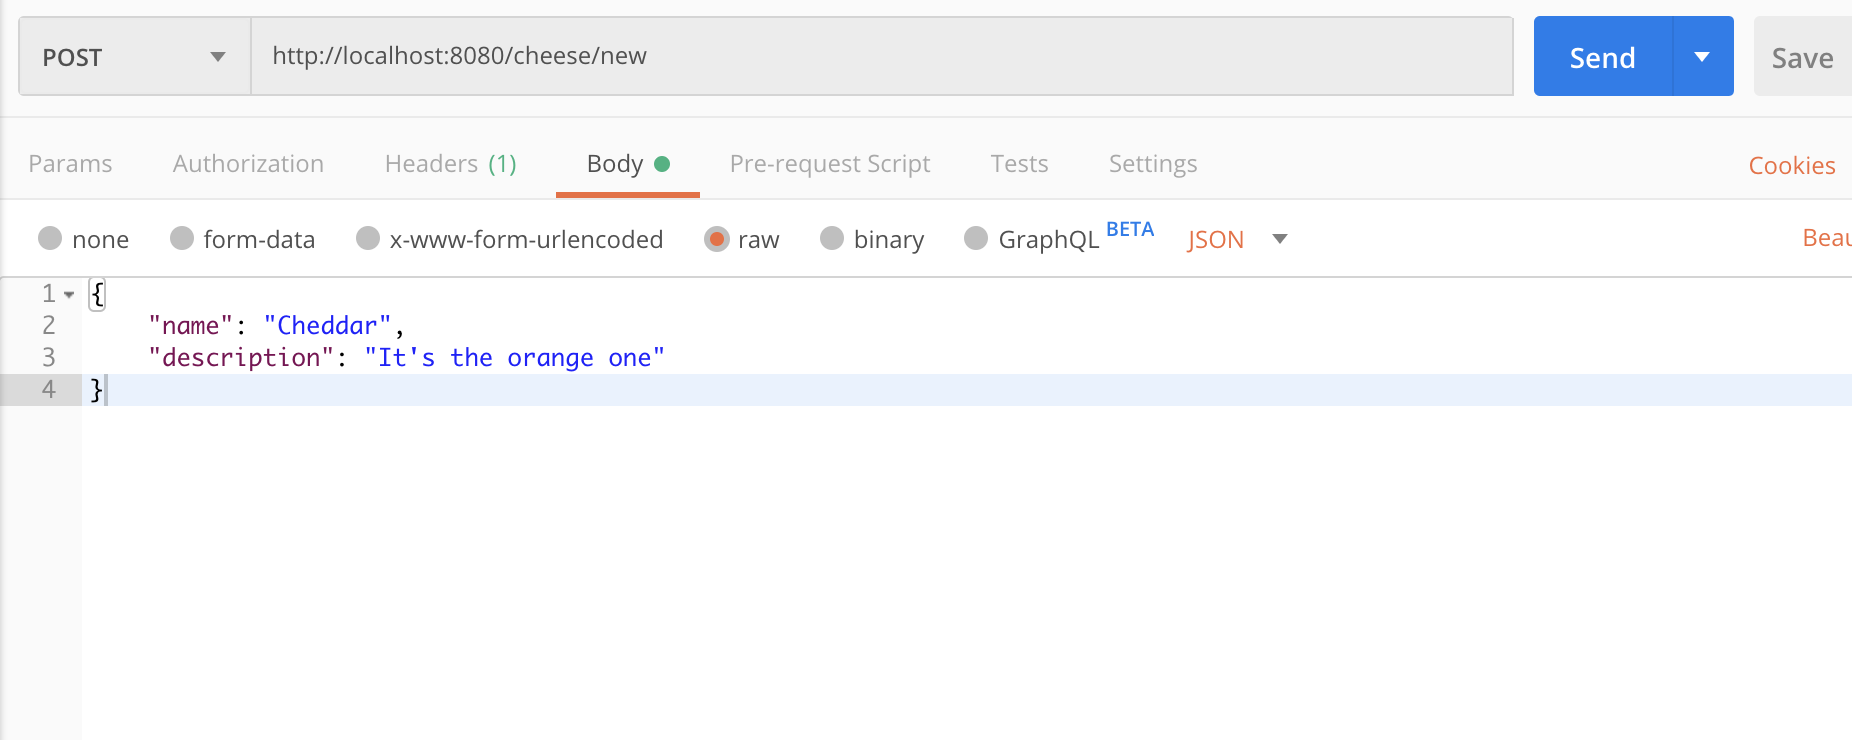 POST http://localhost:8080/cheese/new Send Save
Params Authorization Headers (1) Body Pre-request Script Tests Settings Cookies
none form-data x-www-form-urlencoded raw binary GraphQL BETA JSON Beau
1 {
2 "name": "Cheddar",
3 "description": "It's the orange one"
4 }